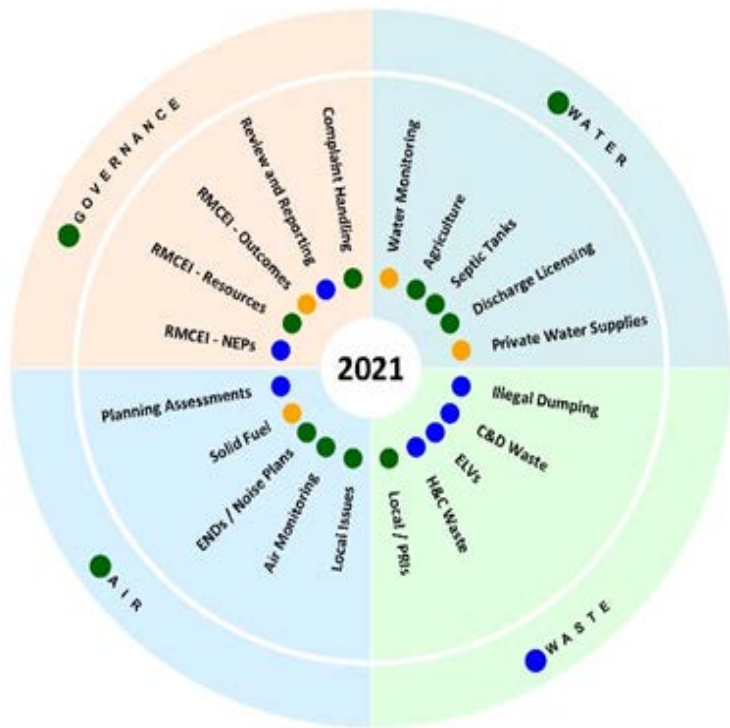 GOVERNANCE
Complaint Handling
Review and Reporting
RMCEI - Outcomes
RMCEI - Resources
RMCEI - NEPs
WATER
Water Monitoring
Agriculture
Septic Tanks
Discharge Licensing
Private Water Supplies
2021
Planning Assessments
Solid Fuel
ENDs / Noise Plans
Air Monitoring
Local Issues
AIR
Illegal Dumping
C&D Waste
ELVs
H&C Waste
Local / PRIs
WASTE